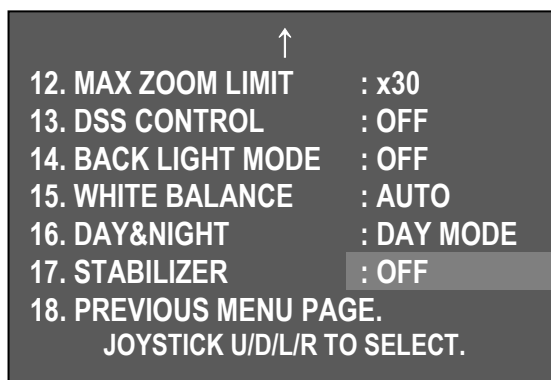 ↑
12. MAX ZOOM LIMIT : x30
13. DSS CONTROL : OFF
14. BACK LIGHT MODE : OFF
15. WHITE BALANCE : AUTO
16. DAY&NIGHT : DAY MODE
17. STABILIZER : OFF
18. PREVIOUS MENU PAGE.
JOYSTICK U/D/L/R TO SELECT.